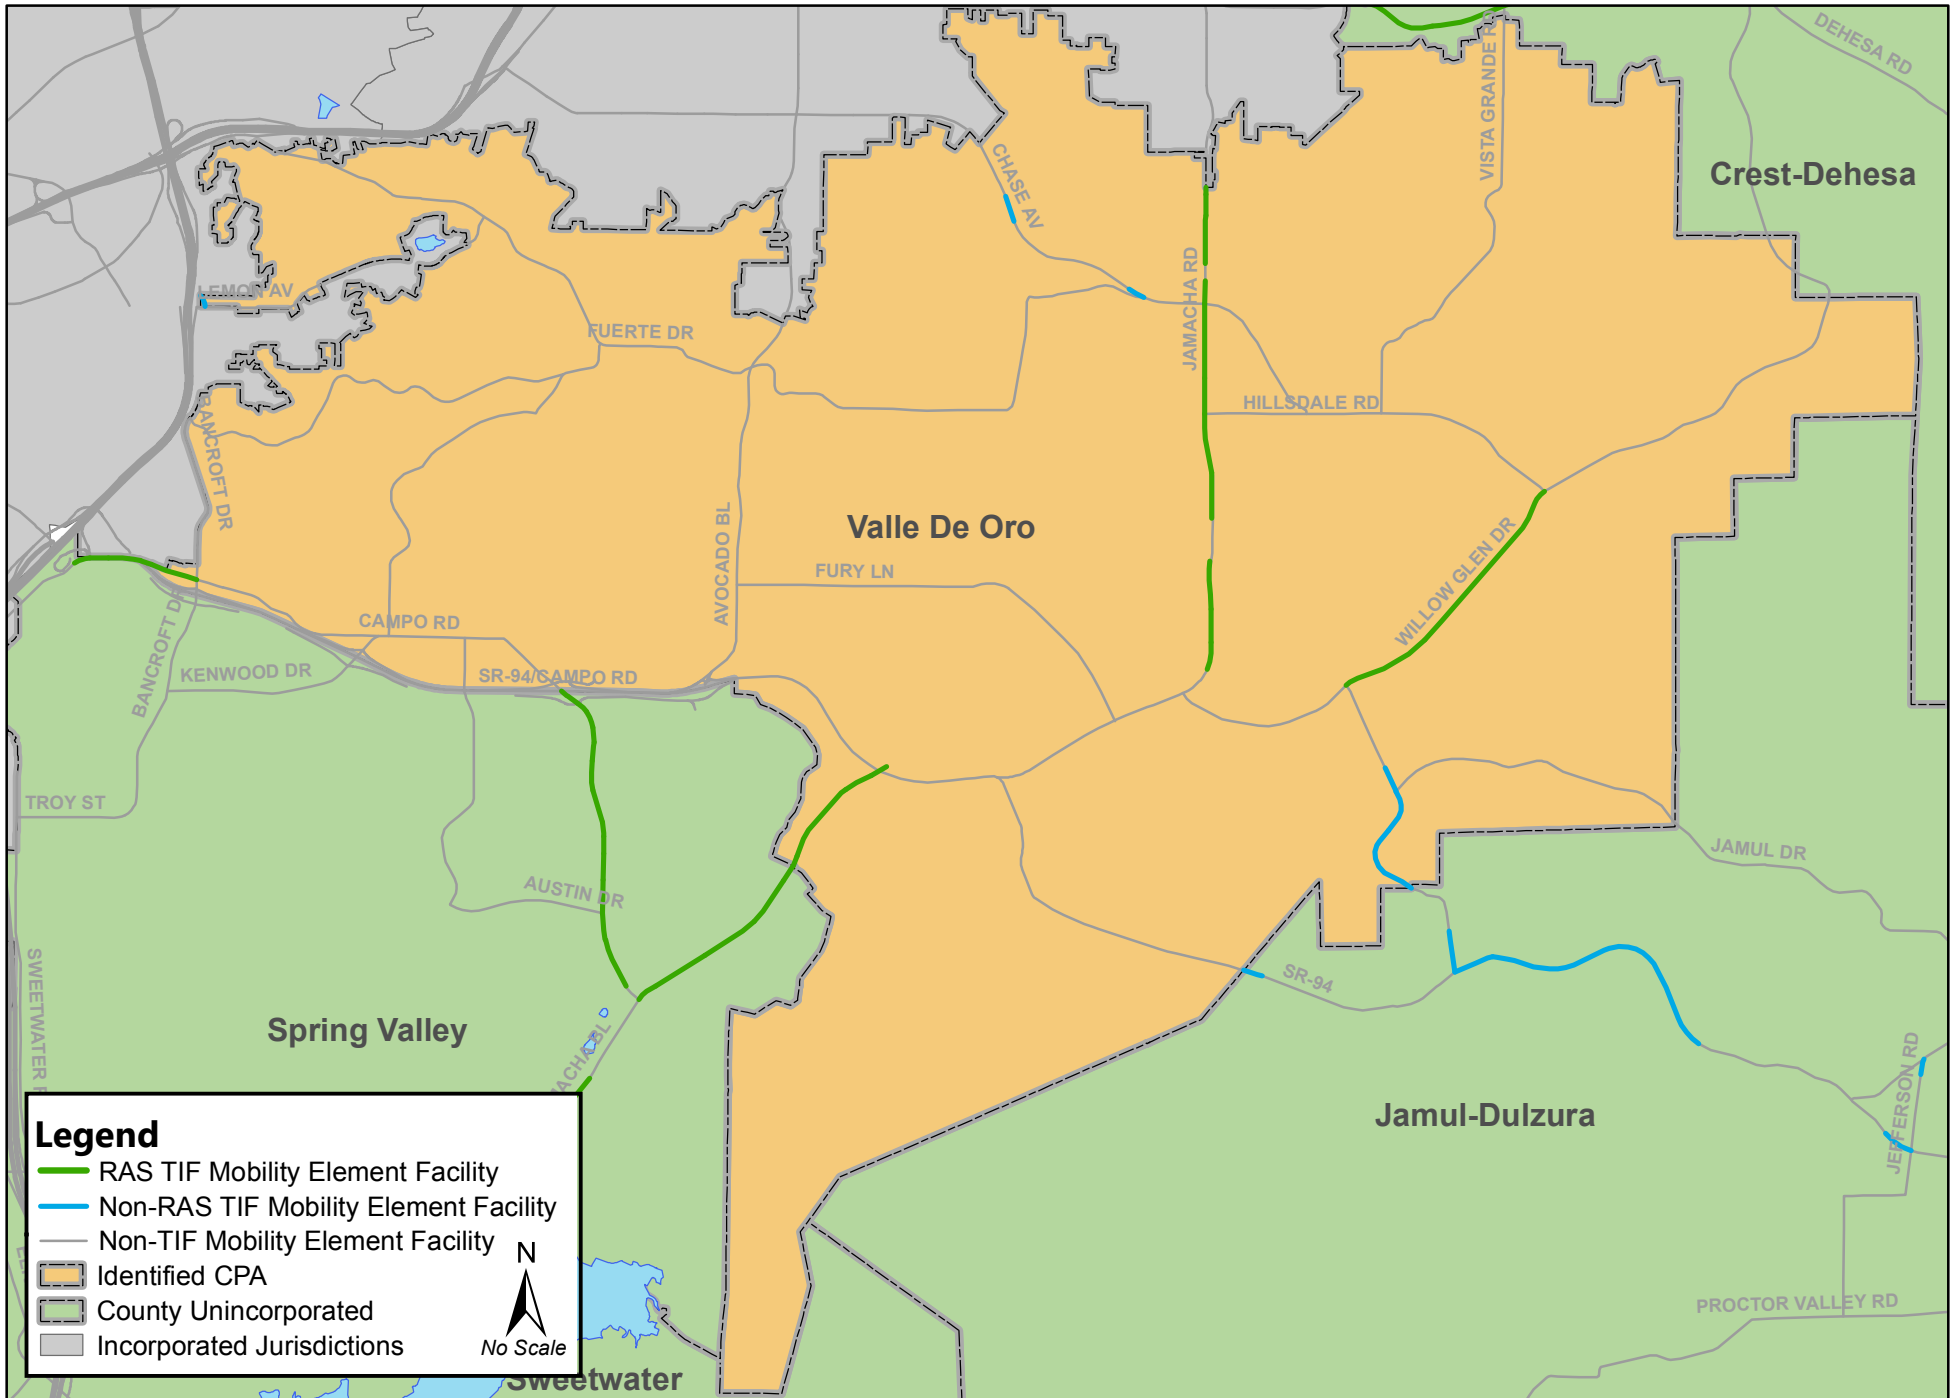 DEHESA RD
VISTA GRANDE RD
Crest-Dehesa
CHASE AV
JAMACHA RD
LEMON AV
FUERTE DR
HILLSDALE RD
BANCROFT DR
AVOCADO BL
Valle De Oro
WILLOW GLEN DR
FURY LN
CAMPO RD
BANCROFT DR
KENWOOD DR
SR-94/CAMPO RD
TROY ST
JAMUL DR
AUSTIN DR
SWEETWATER R
SR-94
Spring Valley
MACHA BL
JEFFERSON RD
Jamul-Dulzura
PROCTOR VALLEY RD
Legend
RAS TIF Mobility Element Facility
Non-RAS TIF Mobility Element Facility
Non-TIF Mobility Element Facility
Identified CPA
County Unincorporated
Incorporated Jurisdictions
N
No Scale
Sweetwater